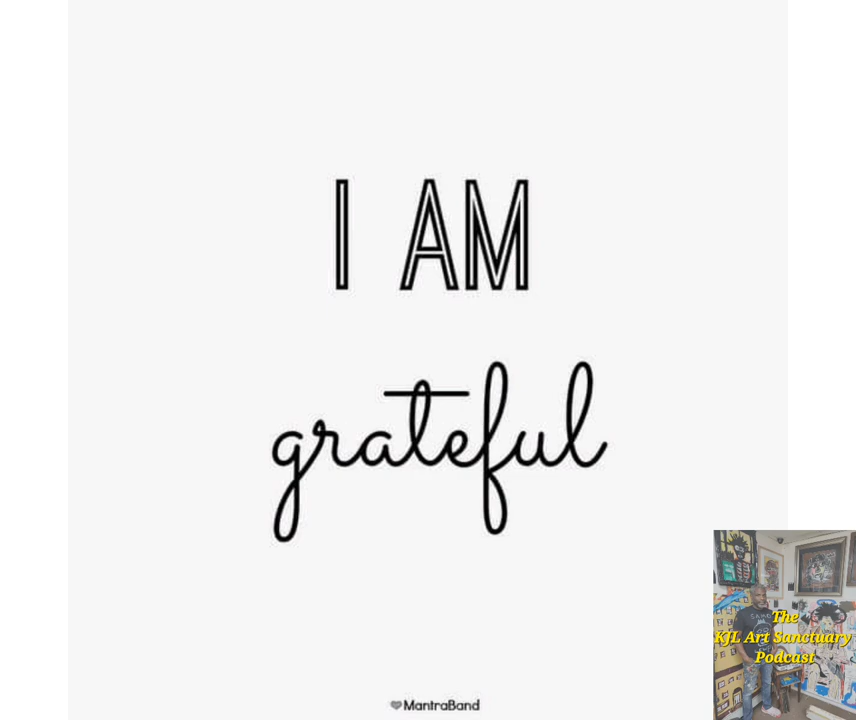 I AM
grateful
MantraBand
The
KJL Art Sanctuary
Podcast